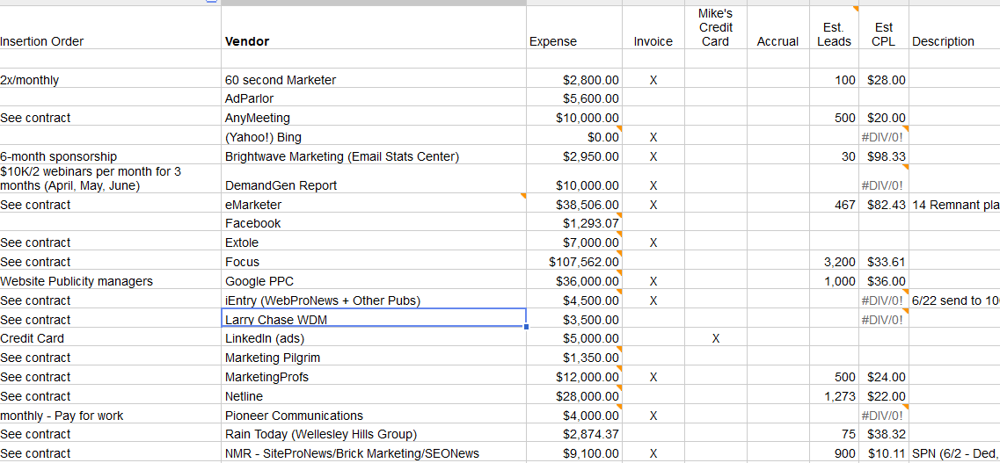 Mike's
Credit
Card
Est.
Leads
Est
CPL
Insertion Order Vendor Expense Invoice Accrual Description
2x/monthly 60 second Marketer $2,800.00 X 100 $28.00
AdParlor $5,600.00
See contract AnyMeeting $10,000.00 500 $20.00
(Yahoo!) Bing $0.00 X #DIV/0!
6-month sponsorship Brightwave Marketing (Email Stats Center) $2,950.00 X 30 $98.33
$10K/2 webinars per month for 3
months (April, May, June) DemandGen Report $10,000.00 X #DIV/0!
See contract eMarketer $38,506.00 X 467 $82.43 14 Remnant pla
Facebook $1,293.07
See contract Extole $7,000.00 X
See contract Focus $107,562.00 3,200 $33.61
Website Publicity managers Google PPC $36,000.00 X 1,000 $36.00
See contract iEntry (WebProNews + Other Pubs) $4,500.00 X #DIV/0! 6/22 send to 10
See contract Larry Chase WDM $3,500.00 #DIV/0!
Credit Card LinkedIn (ads) $5,000.00 X
See contract Marketing Pilgrim $1,350.00
See contract MarketingProfs $12,000.00 X 500 $24.00
See contract Netline $28,000.00 1,273 $22.00
monthly - Pay for work Pioneer Communications $4,000.00 X #DIV/0!
See contract Rain Today (Wellesley Hills Group) $2,874.37 75 $38.32
See contract NMR - SiteProNews/Brick Marketing/SEONews $9,100.00 X 900 $10.11 SPN (6/2 - Ded.